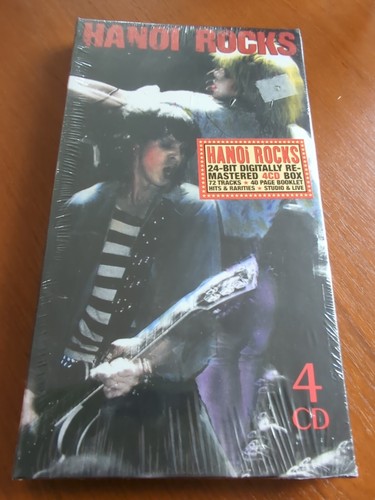 HANOI ROCKS
HANOi ROCKS
24-BIT DIGITALLY RE-
MASTERED 4CD BOX
72 TRACKS • 40 PAGE BOOKLET
HITS & RARITIES • STUDIO & LIVE
4
CD